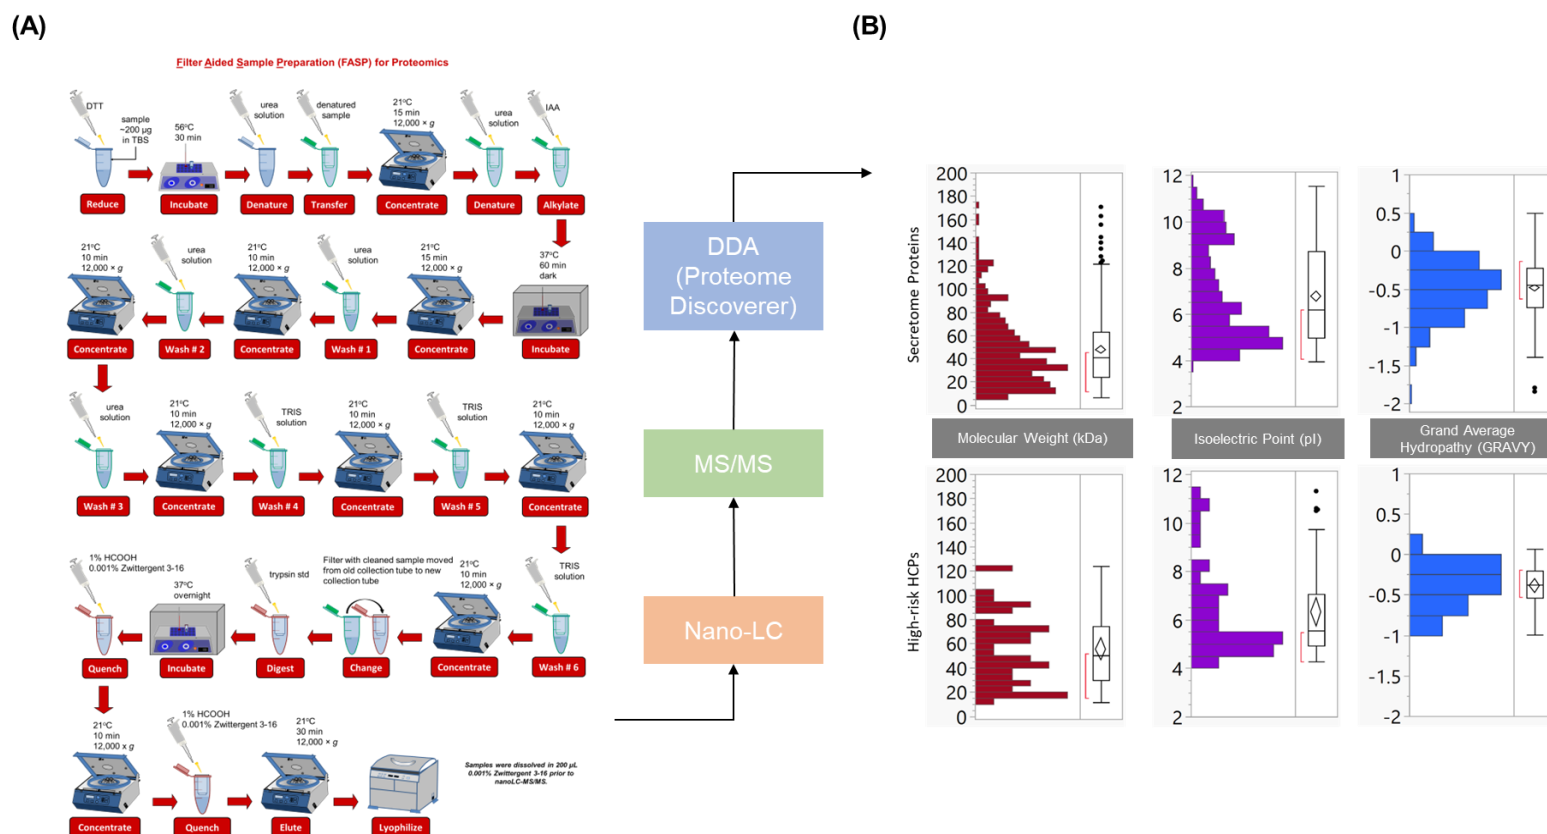 (A)
(B)
Filter Aided Sample Preparation (FASP) for Proteomics
DTT
sample
~200 µg
in TBS
56°C
30 min
urea
solution
denatured
sample
21°C
15 min
12,000 × g
urea
solution
IAA
Reduce
Incubate
Denature
Transfer
Concentrate
Denature
Alkylate
21°C
10 min
12,000 × g
urea
solution
21°C
10 min
12,000 × g
urea
solution
21°C
15 min
12,000 × g
37°C
60 min
dark
Concentrate
Wash # 2
Concentrate
Wash # 1
Concentrate
Incubate
urea
solution
21°C
10 min
12,000 × g
TRIS
solution
21°C
10 min
12,000 × g
TRIS
solution
21°C
10 min
12,000 × g
Wash # 3
Concentrate
Wash # 4
Concentrate
Wash # 5
Concentrate
1% HCOOH
0.001% Zwittergent 3-16
37°C
overnight
trypsin std
Filter with cleaned sample moved
from old collection tube to new
collection tube
21°C
10 min
12,000 × g
TRIS
solution
Quench
Incubate
Digest
Change
Concentrate
Wash # 6
21°C
10 min
12,000 x g
1% HCOOH
0.001% Zwittergent 3-16
21°C
30 min
12,000 × g
Samples were dissolved in 200 µL
0.001% Zwittergent 3-16 prior to
nanoLC-MS/MS.
Concentrate
Quench
Elute
Lyophilize
DDA
(Proteome
Discoverer)
MS/MS
Nano-LC
Secretome Proteins
200
180
160
140
120
100
80
60
40
20
0
12
10
8
6
4
2
1
0.5
0
-0.5
-1
-1.5
-2
Molecular Weight (kDa)
Isoelectric Point (pI)
Grand Average
Hydropathy (GRAVY)
High-risk HCPs
200
180
160
140
120
100
80
60
40
20
0
12
10
8
6
4
2
1
0.5
0
-0.5
-1
-1.5
-2